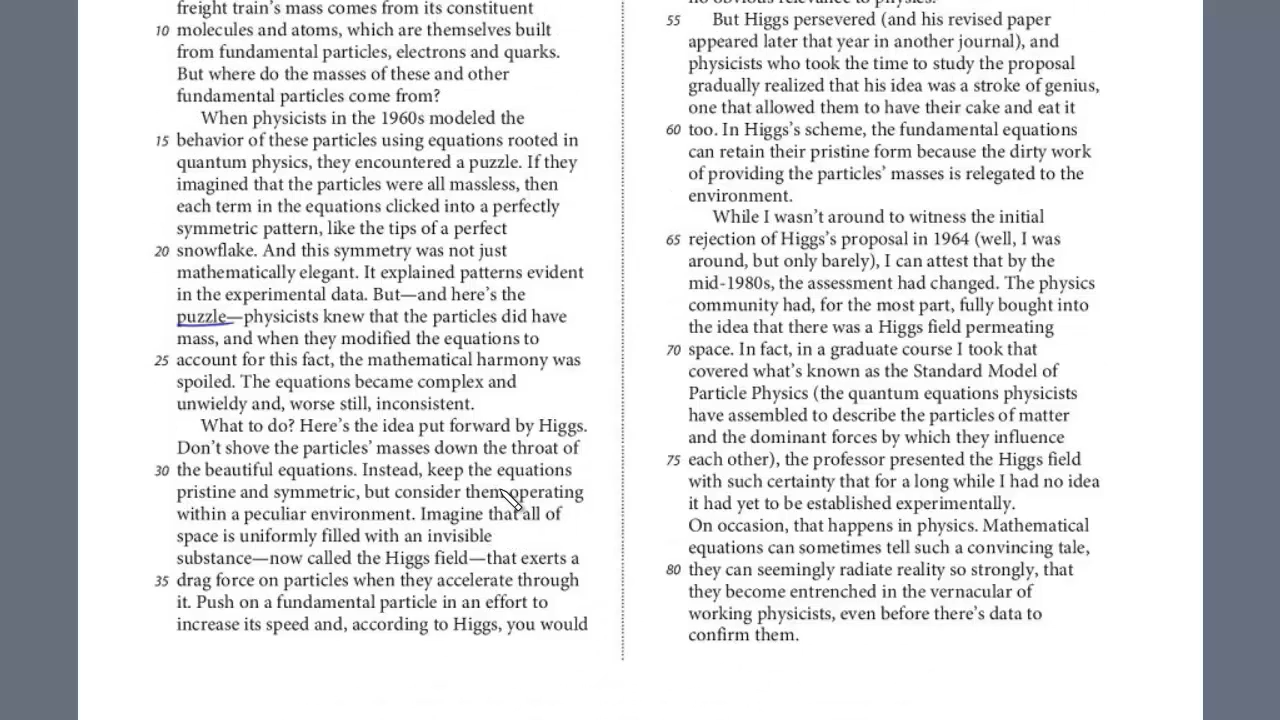 freight train's mass comes from its constituent
10 molecules and atoms, which are themselves built
from fundamental particles, electrons and quarks.
But where do the masses of these and other
fundamental particles come from?
When physicists in the 1960s modeled the
15 behavior of these particles using equations rooted in
quantum physics, they encountered a puzzle. If they
imagined that the particles were all massless, then
each term in the equations clicked into a perfectly
symmetric pattern, like the tips of a perfect
20 snowflake. And this symmetry was not just
mathematically elegant. It explained patterns evident
in the experimental data. But—and here's the
puzzle—physicists knew that the particles did have
mass, and when they modified the equations to
25 account for this fact, the mathematical harmony was
spoiled. The equations became complex and
unwieldy and, worse still, inconsistent.
What to do? Here's the idea put forward by Higgs.
Don't shove the particles' masses down the throat of
30 the beautiful equations. Instead, keep the equations
pristine and symmetric, but consider them operating
within a peculiar environment. Imagine that all of
space is uniformly filled with an invisible
substance—now called the Higgs field—that exerts a
35 drag force on particles when they accelerate through
it. Push on a fundamental particle in an effort to
increase its speed and, according to Higgs, you would
no obvious relevance to physics.
55 But Higgs persevered (and his revised paper
appeared later that year in another journal), and
physicists who took the time to study the proposal
gradually realized that his idea was a stroke of genius,
one that allowed them to have their cake and eat it
60 too. In Higgs's scheme, the fundamental equations
can retain their pristine form because the dirty work
of providing the particles' masses is relegated to the
environment.
While I wasn't around to witness the initial
65 rejection of Higgs's proposal in 1964 (well, I was
around, but only barely), I can attest that by the
mid-1980s, the assessment had changed. The physics
community had, for the most part, fully bought into
the idea that there was a Higgs field permeating
70 space. In fact, in a graduate course I took that
covered what's known as the Standard Model of
Particle Physics (the quantum equations physicists
have assembled to describe the particles of matter
and the dominant forces by which they influence
75 each other), the professor presented the Higgs field
with such certainty that for a long while I had no idea
it had yet to be established experimentally.
On occasion, that happens in physics. Mathematical
equations can sometimes tell such a convincing tale,
80 they can seemingly radiate reality so strongly, that
they become entrenched in the vernacular of
working physicists, even before there's data to
confirm them.